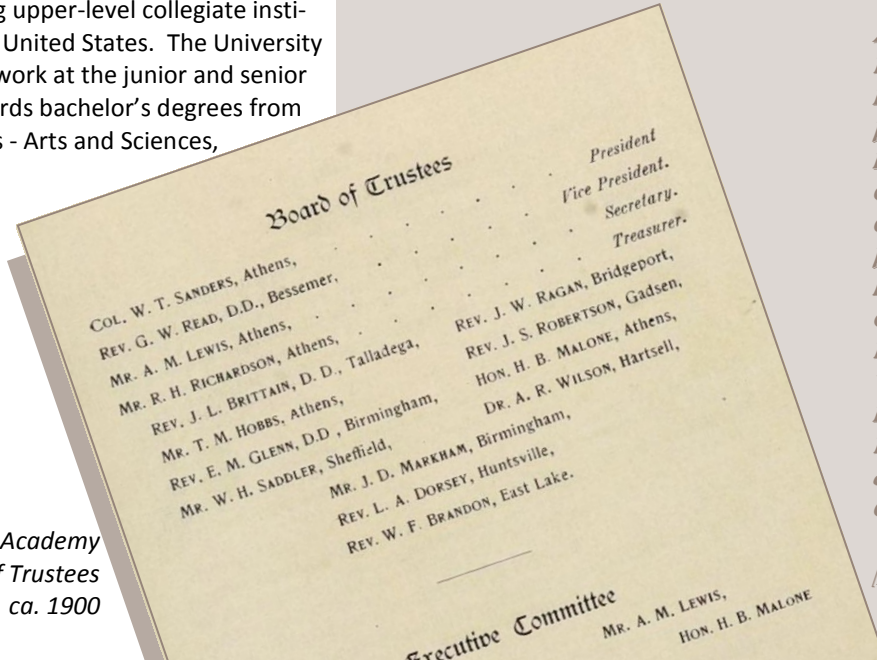 g upper-level collegiate insti-
United States. The University
work at the junior and senior
rds bachelor's degrees from
s - Arts and Sciences,
Board of Trustees
COL. W. T. SANDERS, Athens, . . . . . . President
REV. G. W. READ, D.D., Bessemer, . . . . . Vice President.
MR. A. M. LEWIS, Athens, . . . . . . Secretary.
MR. R. H. RICHARDSON, Athens, . . . . . Treasurer.
REV. J. L. BRITTAIN, D. D., Talladega, REV. J. W. RAGAN, Bridgeport,
MR. T. M. HOBBS, Athens, REV. J. S. ROBERTSON, Gadsen,
REV. E. M. GLENN, D.D , Birmingham, HON. H. B. MALONE, Athens,
MR. W. H. SADDLER, Sheffield, DR. A. R. WILSON, Hartsell,
MR. J. D. MARKHAM, Birmingham,
REV. L. A. DORSEY, Huntsville,
REV. W. F. BRANDON, East Lake.
Executive Committee
MR. A. M. LEWIS,
HON. H. B. MALONE
Academy
f Trustees
ca. 1900